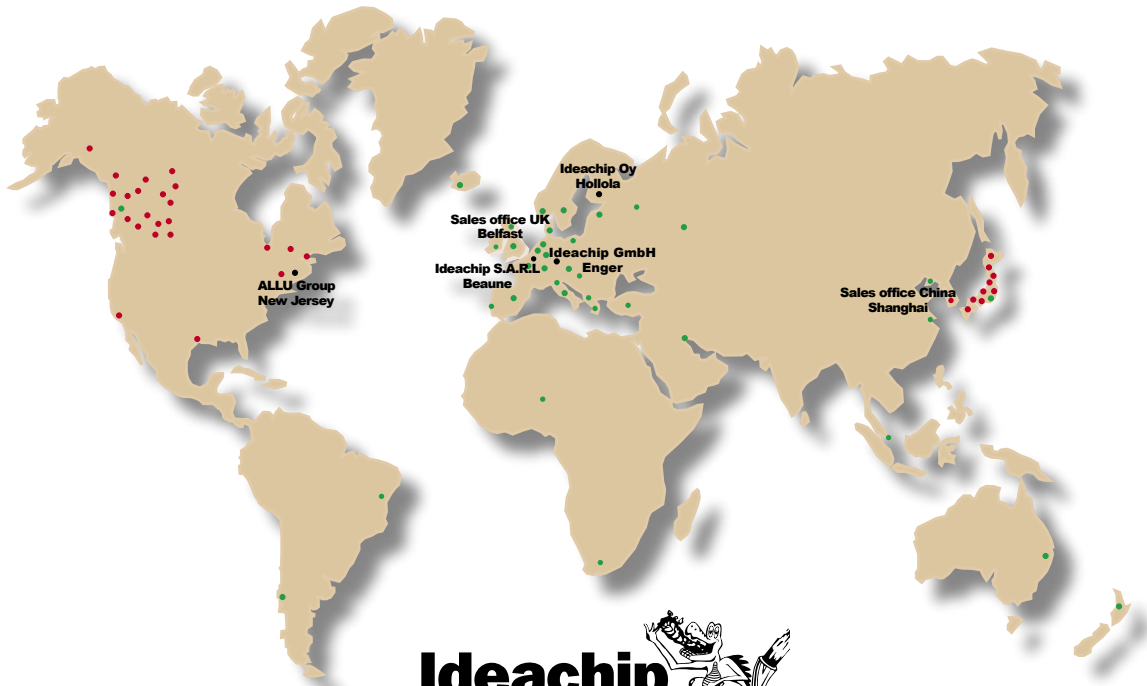 Ideachip Oy
Hollola
Sales office UK
Belfast
Ideachip GmbH
Enger
Ideachip S.A.R.L
Beaune
ALLU Group
New Jersey
Sales office China
Shanghai
Ideachip